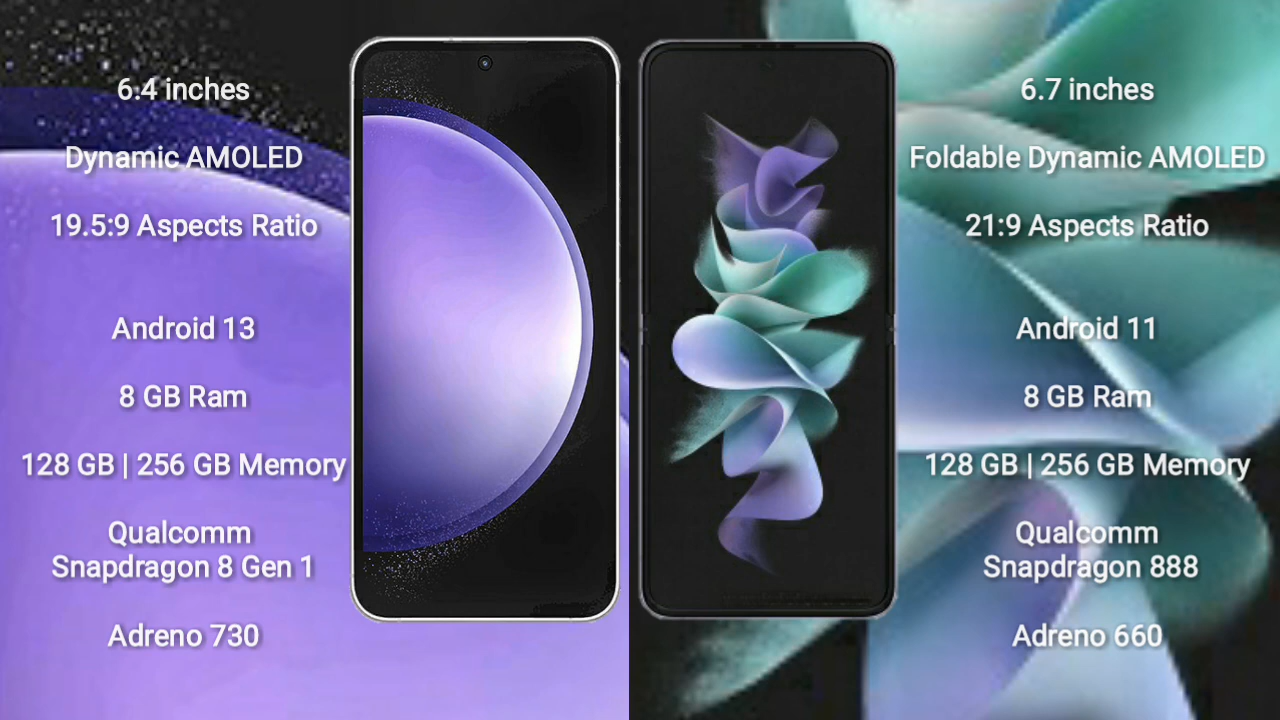 6.4 inches
Dynamic AMOLED
19.5:9 Aspects Ratio
Android 13
8 GB Ram
128 GB | 256 GB Memory
Qualcomm
Snapdragon 8 Gen 1
Adreno 730
6.7 inches
Foldable Dynamic AMOLED
21:9 Aspects Ratio
Android 11
8 GB Ram
128 GB | 256 GB Memory
Qualcomm
Snapdragon 888
Adreno 660